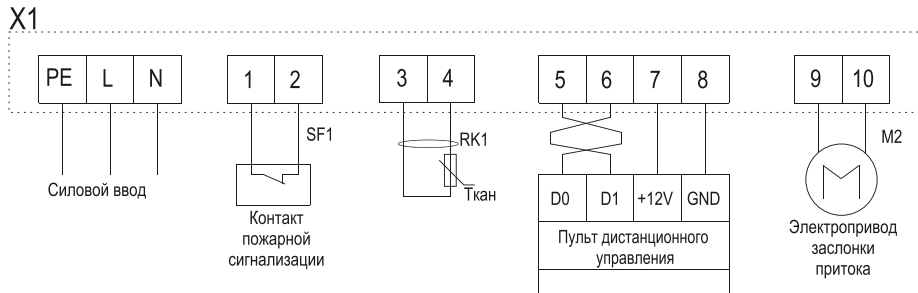 X1
PE L N 1 2 3 4 5 6 7 8 9 10
SF1
RK1
M2
Силовой ввод
Контакт
пожарной
сигнализации
Tкан
D0 D1 +12V GND
Пульт дистанционного
управления
M
Электропривод
заслонки
притока